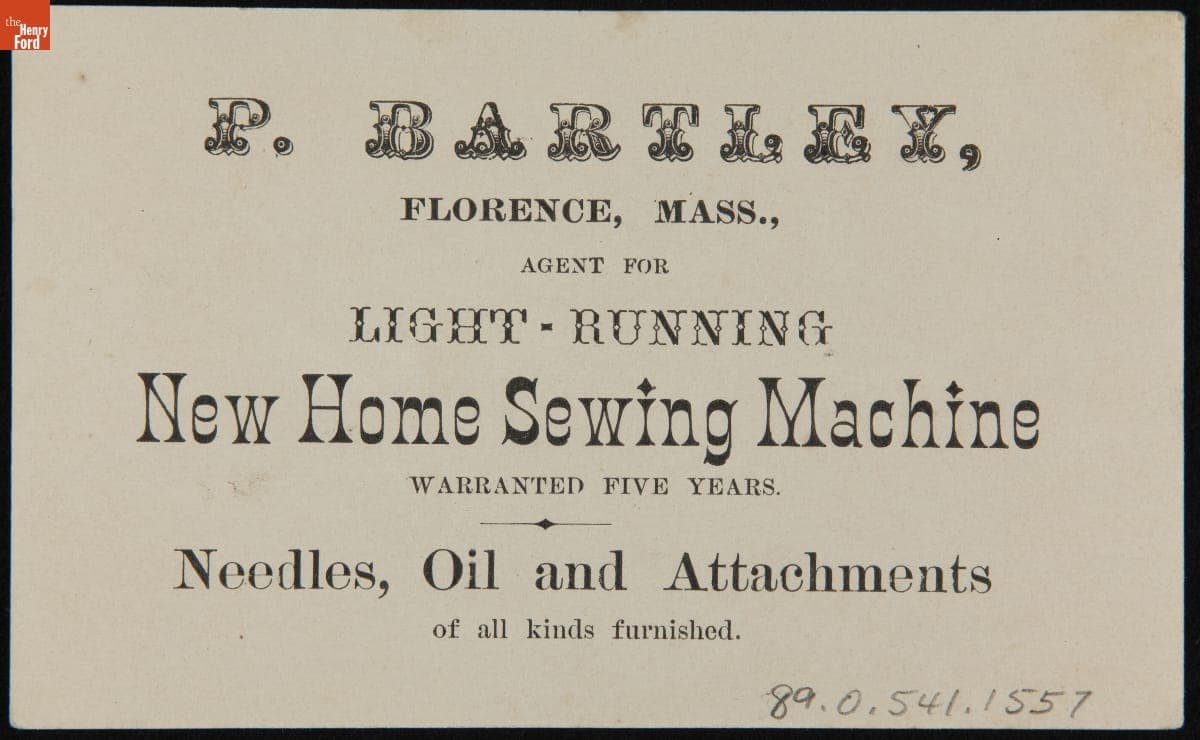 the
Henry
Ford
P. BARTLEY,
FLORENCE, MASS.,
AGENT FOR
LIGHT-RUNNING
New Home Sewing Machine
WARRANTED FIVE YEARS.
Needles, Oil and Attachments
of all kinds furnished.
89.0.541.1557